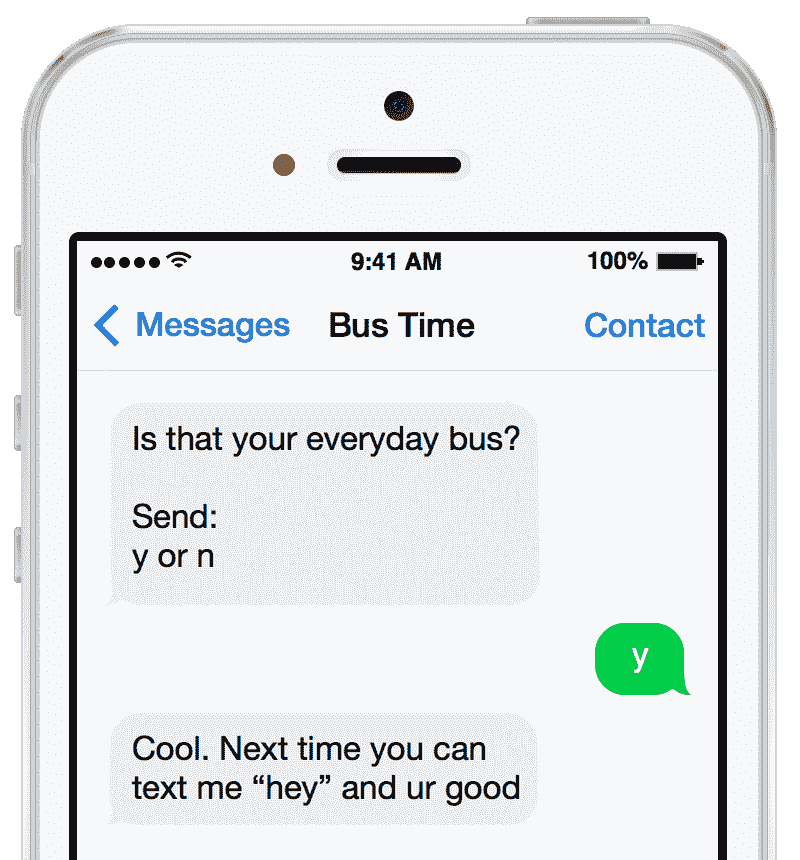 9:41 AM 100%
Messages Bus Time Contact
Is that your everyday bus?
Send:
y or n
y
Cool. Next time you can
text me “hey” and ur good